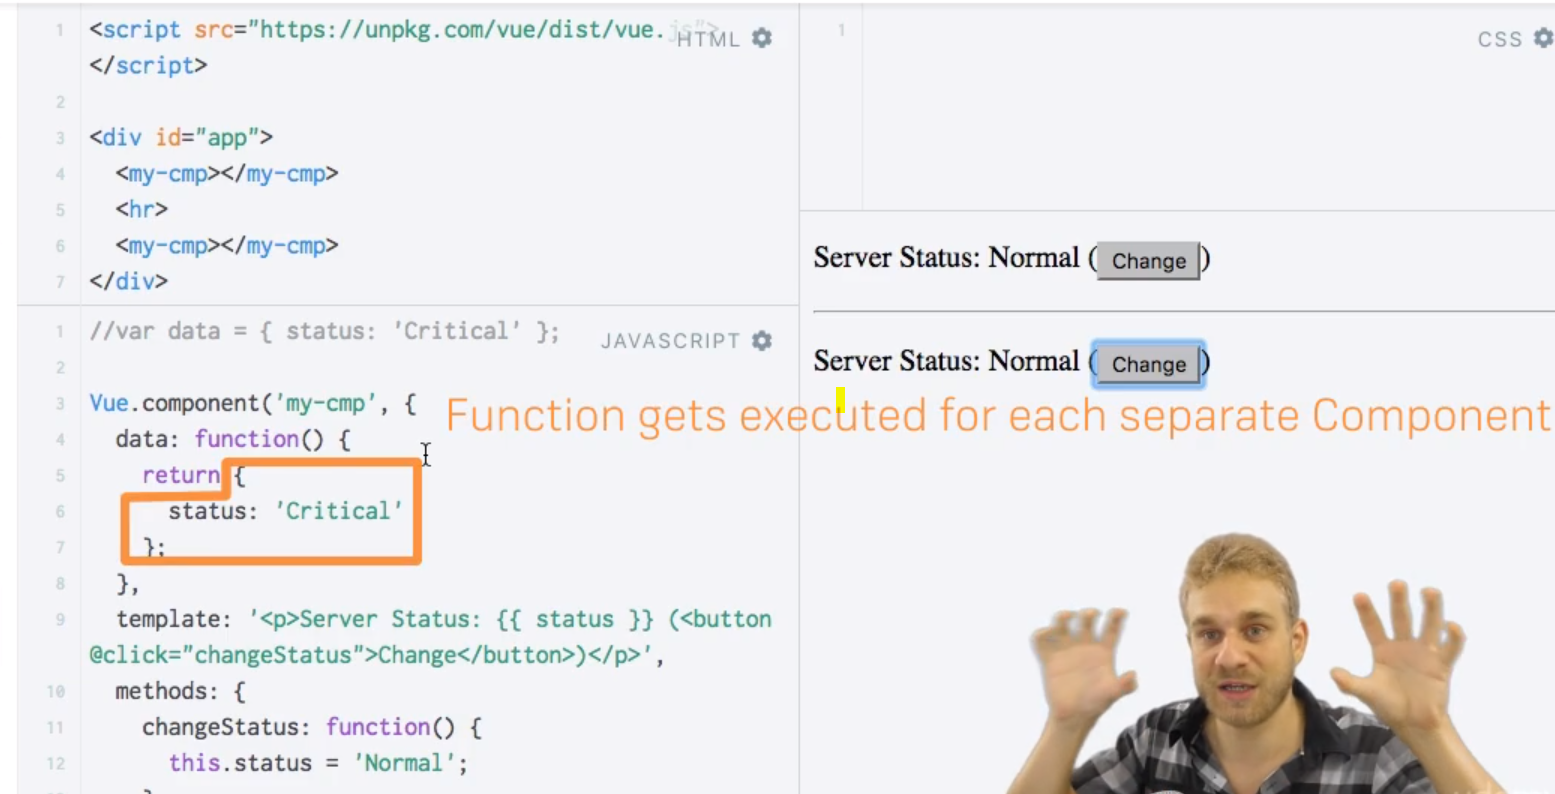 1 <script src="https://unpkg.com/vue/dist/vue.js">
</script>
HTML
2
3 <div id="app">
4 <my-cmp></my-cmp>
5 <hr>
6 <my-cmp></my-cmp>
7 </div>
1 //var data = { status: 'Critical' };
JAVASCRIPT
2
3 Vue.component('my-cmp', {
4 data: function() {
5 return {
6 status: 'Critical'
7 };
8 },
9 template: '<p>Server Status: {{ status }} (<button
@click="changeStatus">Change</button>)</p>',
10 methods: {
11 changeStatus: function() {
12 this.status = 'Normal';
1
CSS
Server Status: Normal (Change)
Server Status: Normal (Change)
Function gets executed for each separate Component